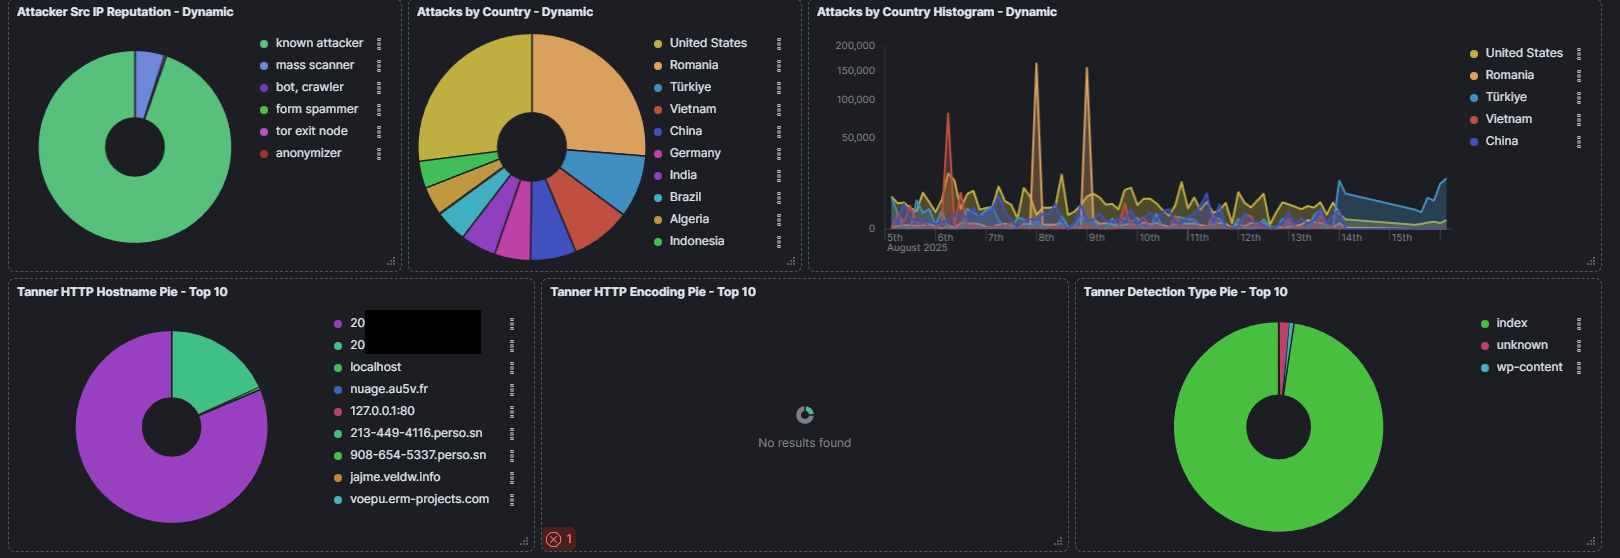 Attacker Src IP Reputation - Dynamic
known attacker
mass scanner
bot, crawler
form spammer
tor exit node
anonymizer
Attacks by Country - Dynamic
United States
Romania
Türkiye
Vietnam
China
Germany
India
Brazil
Algeria
Indonesia
Attacks by Country Histogram - Dynamic
200,000
150,000
100,000
50,000
0
5th 6th 7th 8th 9th 10th 11th 12th 13th 14th 15th
August 2025
United States
Romania
Türkiye
Vietnam
China
Tanner HTTP Hostname Pie - Top 10
20
20
localhost
nuage.au5v.fr
127.0.0.1:80
213-449-4116.perso.sn
908-654-5337.perso.sn
jajme.veldw.info
voepu.erm-projects.com
Tanner HTTP Encoding Pie - Top 10
No results found
1
Tanner Detection Type Pie - Top 10
index
unknown
wp-content